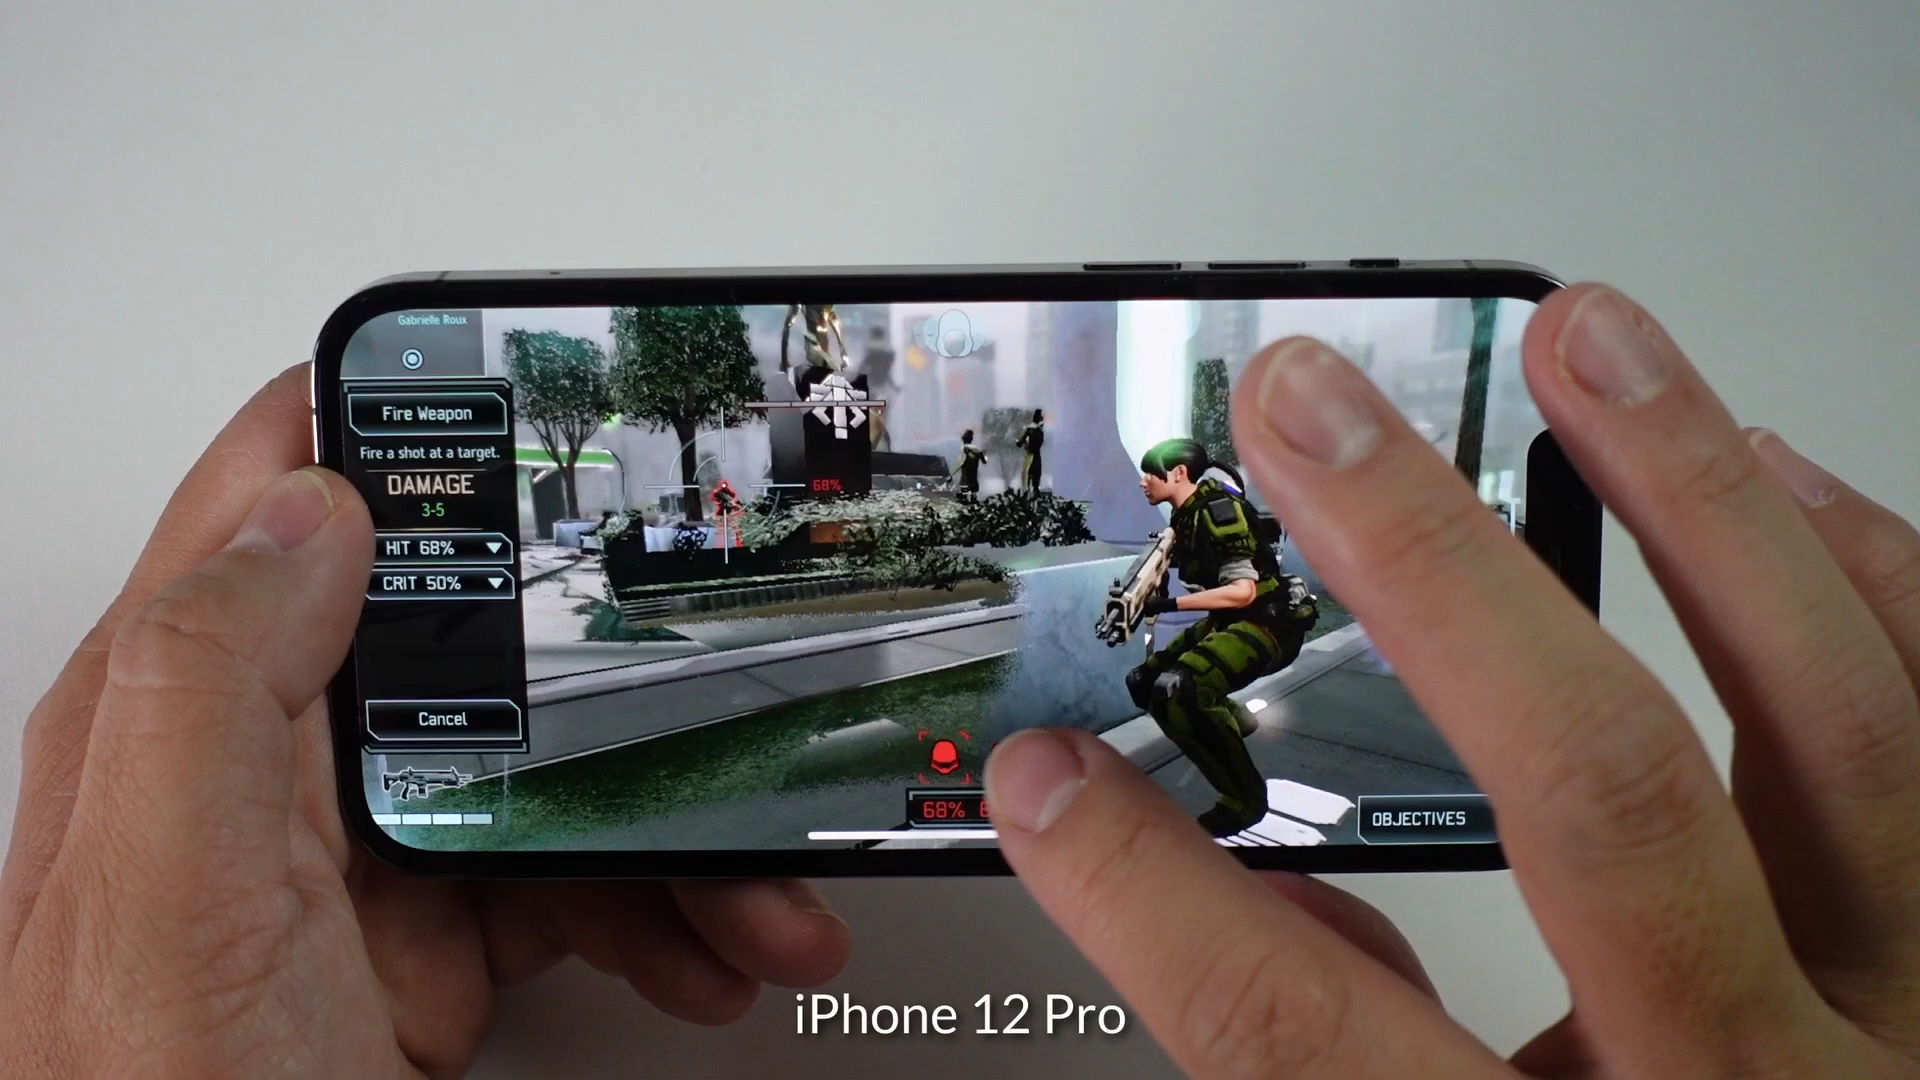 Gabrielle Roux
Fire Weapon
Fire a shot at a target.
DAMAGE
3-5
HIT 68%
CRIT 50%
Cancel
68%
68%
OBJECTIVES
iPhone 12 Pro